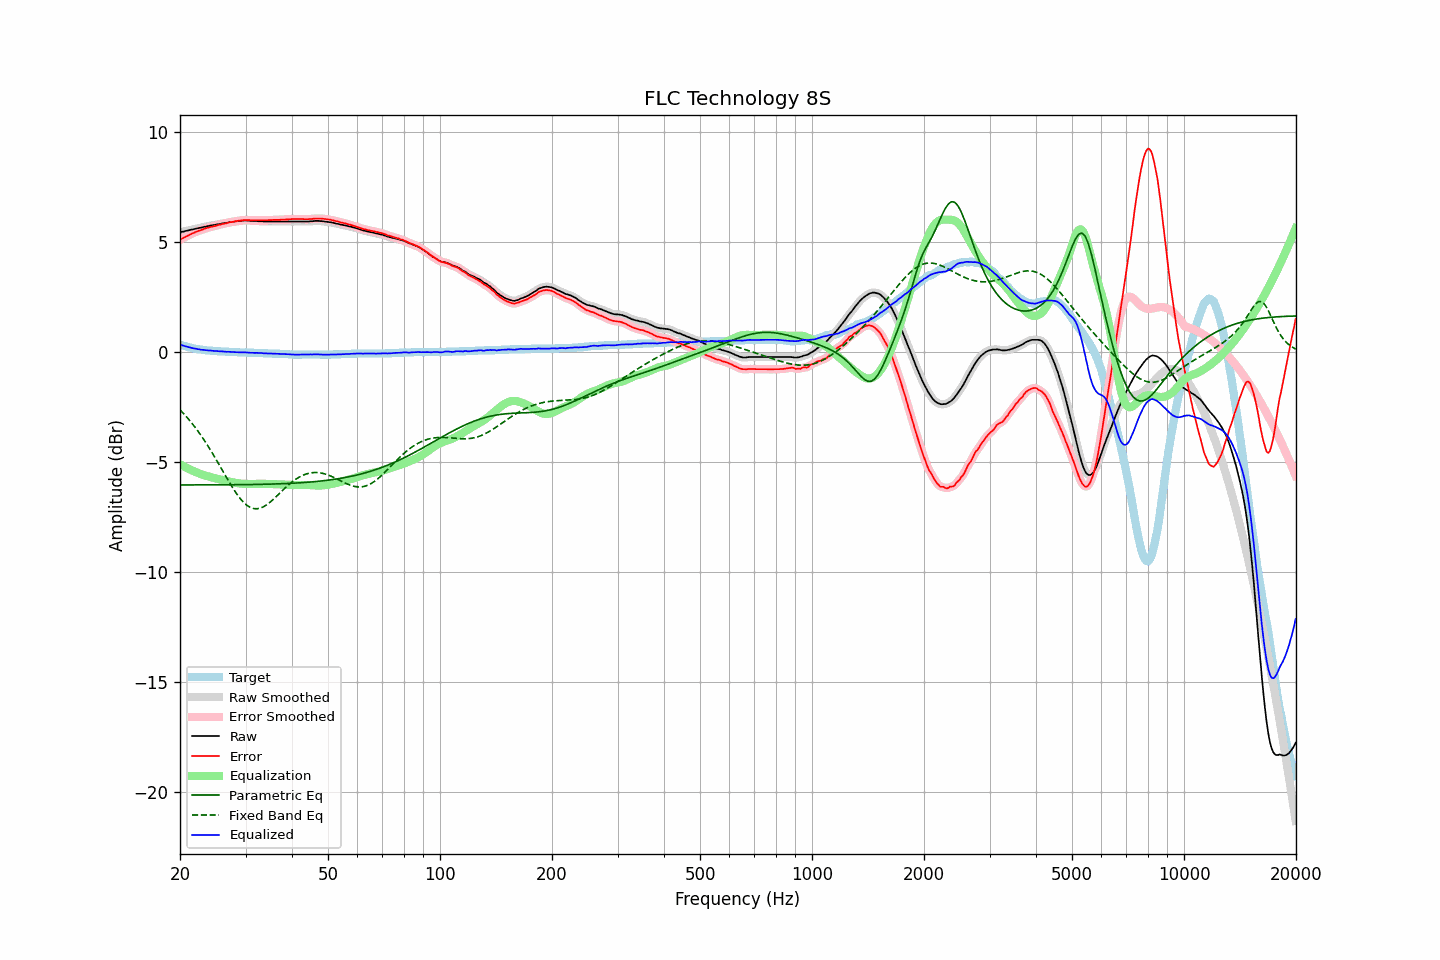 FLC Technology 8S
Amplitude (dBr)
10
5
0
−5
−10
−15
−20
Target
Raw Smoothed
Error Smoothed
Raw
Error
Equalization
Parametric Eq
Fixed Band Eq
Equalized
20 50 100 200 500 1000 2000 5000 10000 20000
Frequency (Hz)